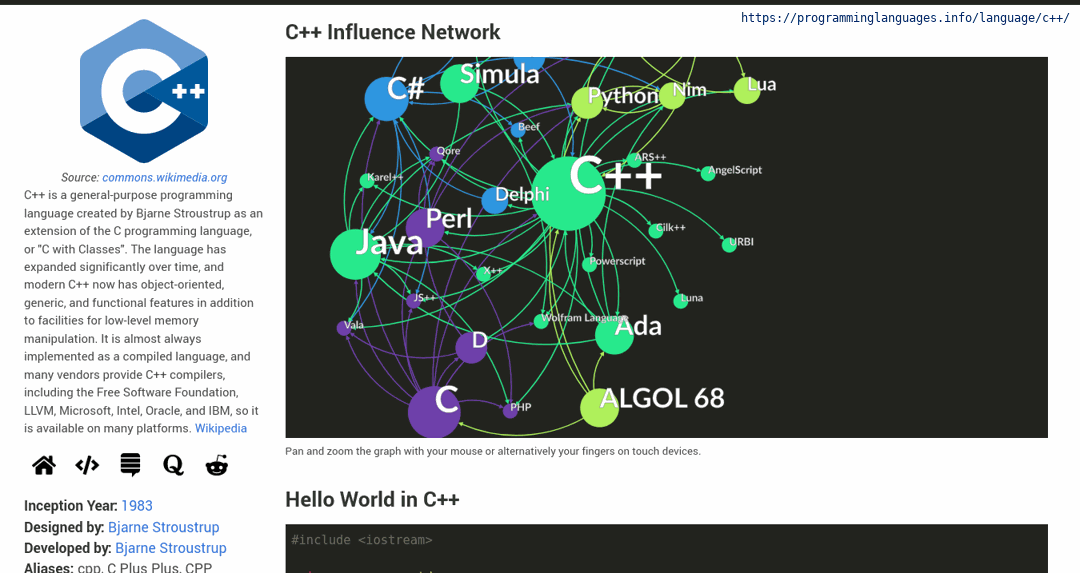 https://programminglanguages.info/language/c++/
C ++
Source: commons.wikimedia.org
C++ is a general-purpose programming
language created by Bjarne Stroustrup as an
extension of the C programming language,
or "C with Classes". The language has
expanded significantly over time, and
modern C++ now has object-oriented,
generic, and functional features in addition
to facilities for low-level memory
manipulation. It is almost always
implemented as a compiled language, and
many vendors provide C++ compilers,
including the Free Software Foundation,
LLVM, Microsoft, Intel, Oracle, and IBM, so it
is available on many platforms. Wikipedia
Inception Year: 1983
Designed by: Bjarne Stroustrup
Developed by: Bjarne Stroustrup
Aliases: cpp, C Plus Plus, CPP
C++ Influence Network
Simula
C#
Python
Nim
Lua
Beef
Qore
ARS++
C++
AngelScript
Karel++
Delphi
Perl
Cilk++
Java
URBI
Powerscript
X++
JS++
Luna
Vala
Wolfram Language
Ada
D
C
PHP
ALGOL 68
Pan and zoom the graph with your mouse or alternatively your fingers on touch devices.
Hello World in C++
#include <iostream>